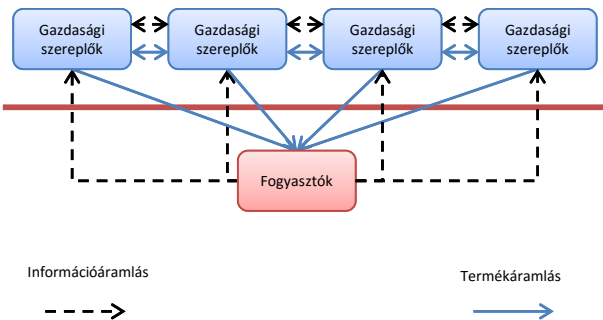 Gazdasági
szereplők
Gazdasági
szereplők
Gazdasági
szereplők
Gazdasági
szereplők
Fogyasztók
Információáramlás
Termékáramlás